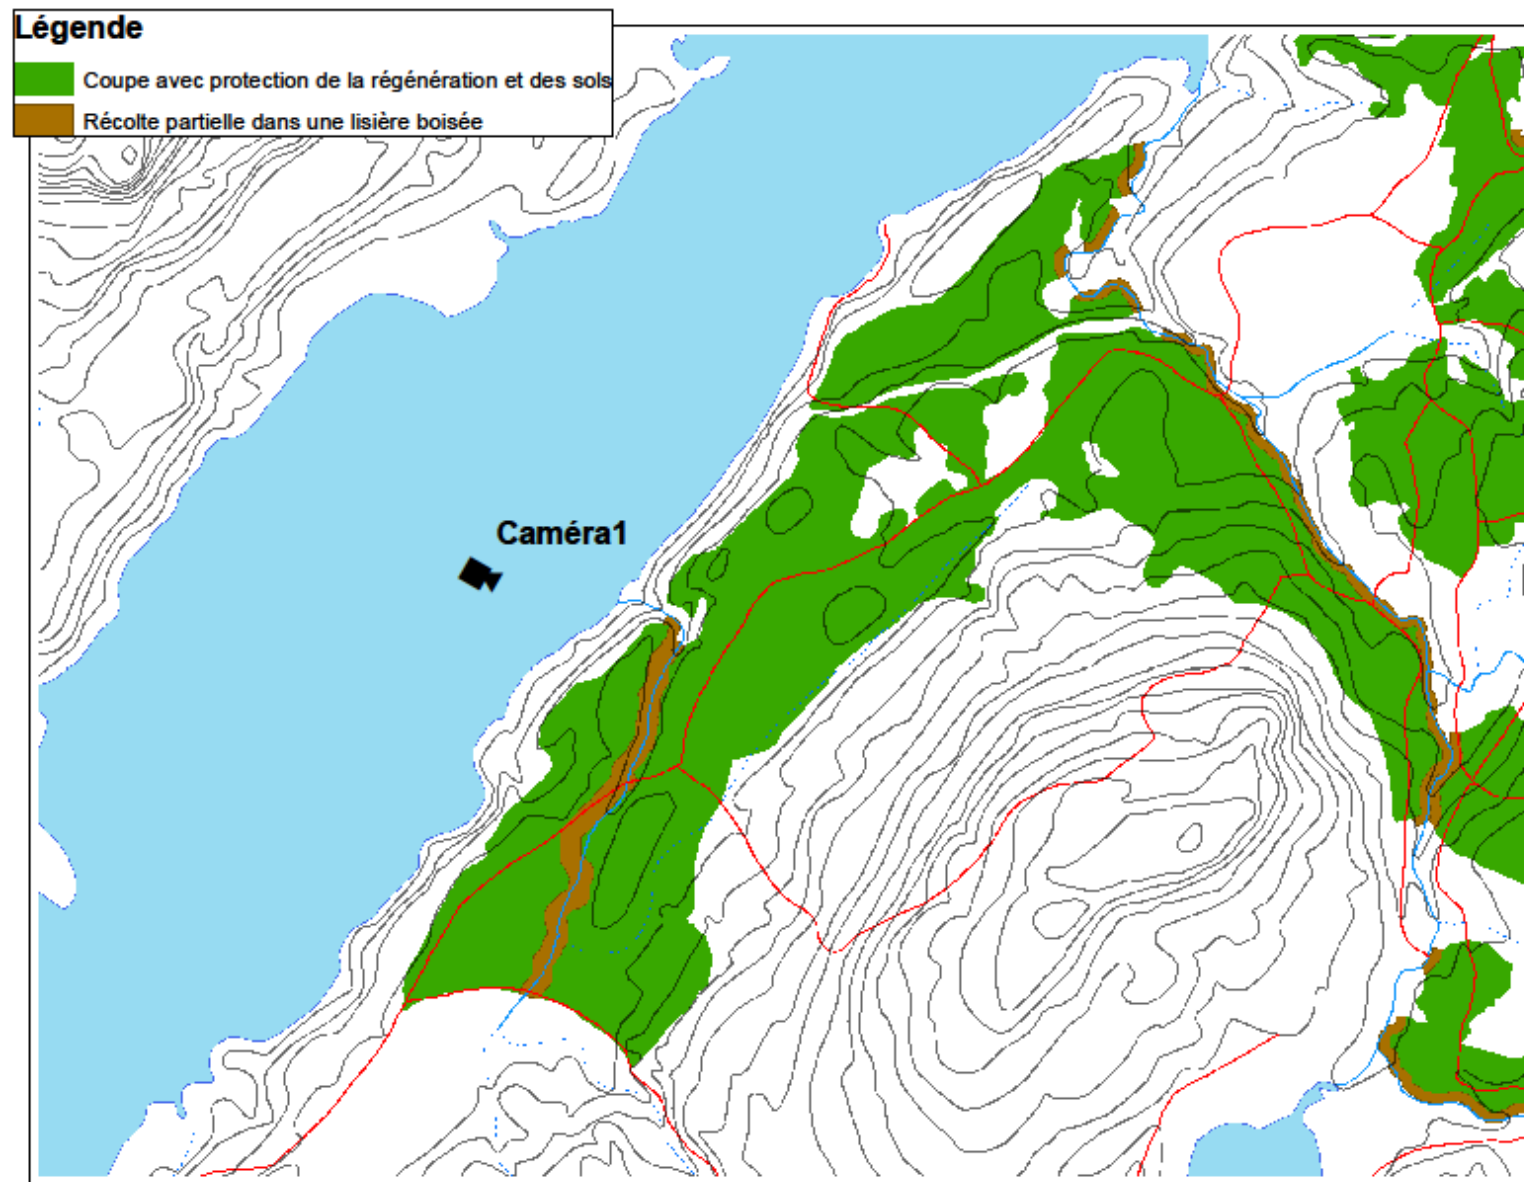 Légende
Coupe avec protection de la régénération et des sols
Récolte partielle dans une lisière boisée
Caméra1